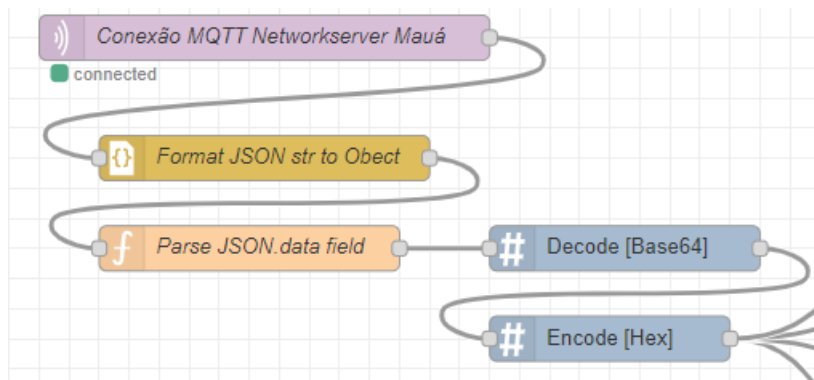 Conexão MQTT Networkserver Mauá
connected
Format JSON str to Obect
Parse JSON.data field
Decode [Base64]
Encode [Hex]